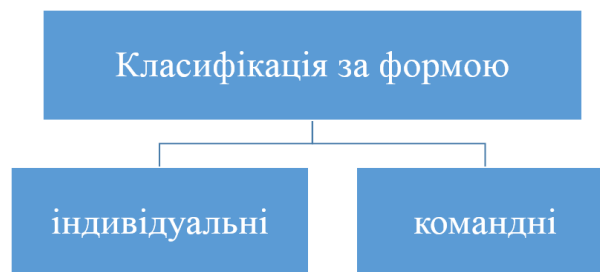 Класифікація за формою
індивідуальні
командні